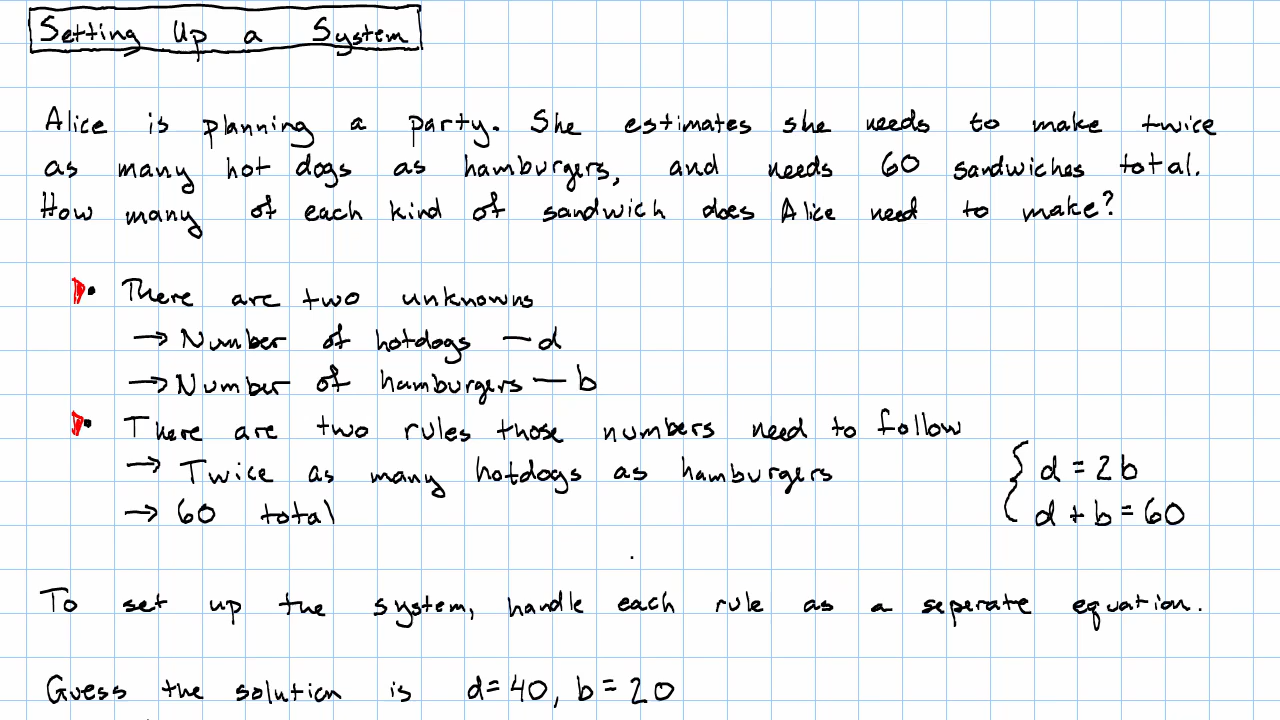 Setting Up a System
Alice is planning a party. She estimates she needs to make twice
as many hot dogs as hamburgers, and needs 60 sandwiches total.
How many of each kind of sandwich does Alice need to make?
• There are two unknowns
→ Number of hotdogs — d
→ Number of hamburgers — b
• There are two rules those numbers need to follow
→ Twice as many hotdogs as hamburgers { d = 2b
→ 60 total d + b = 60
To set up the system, handle each rule as a seperate equation.
Guess the solution is d=40, b=20